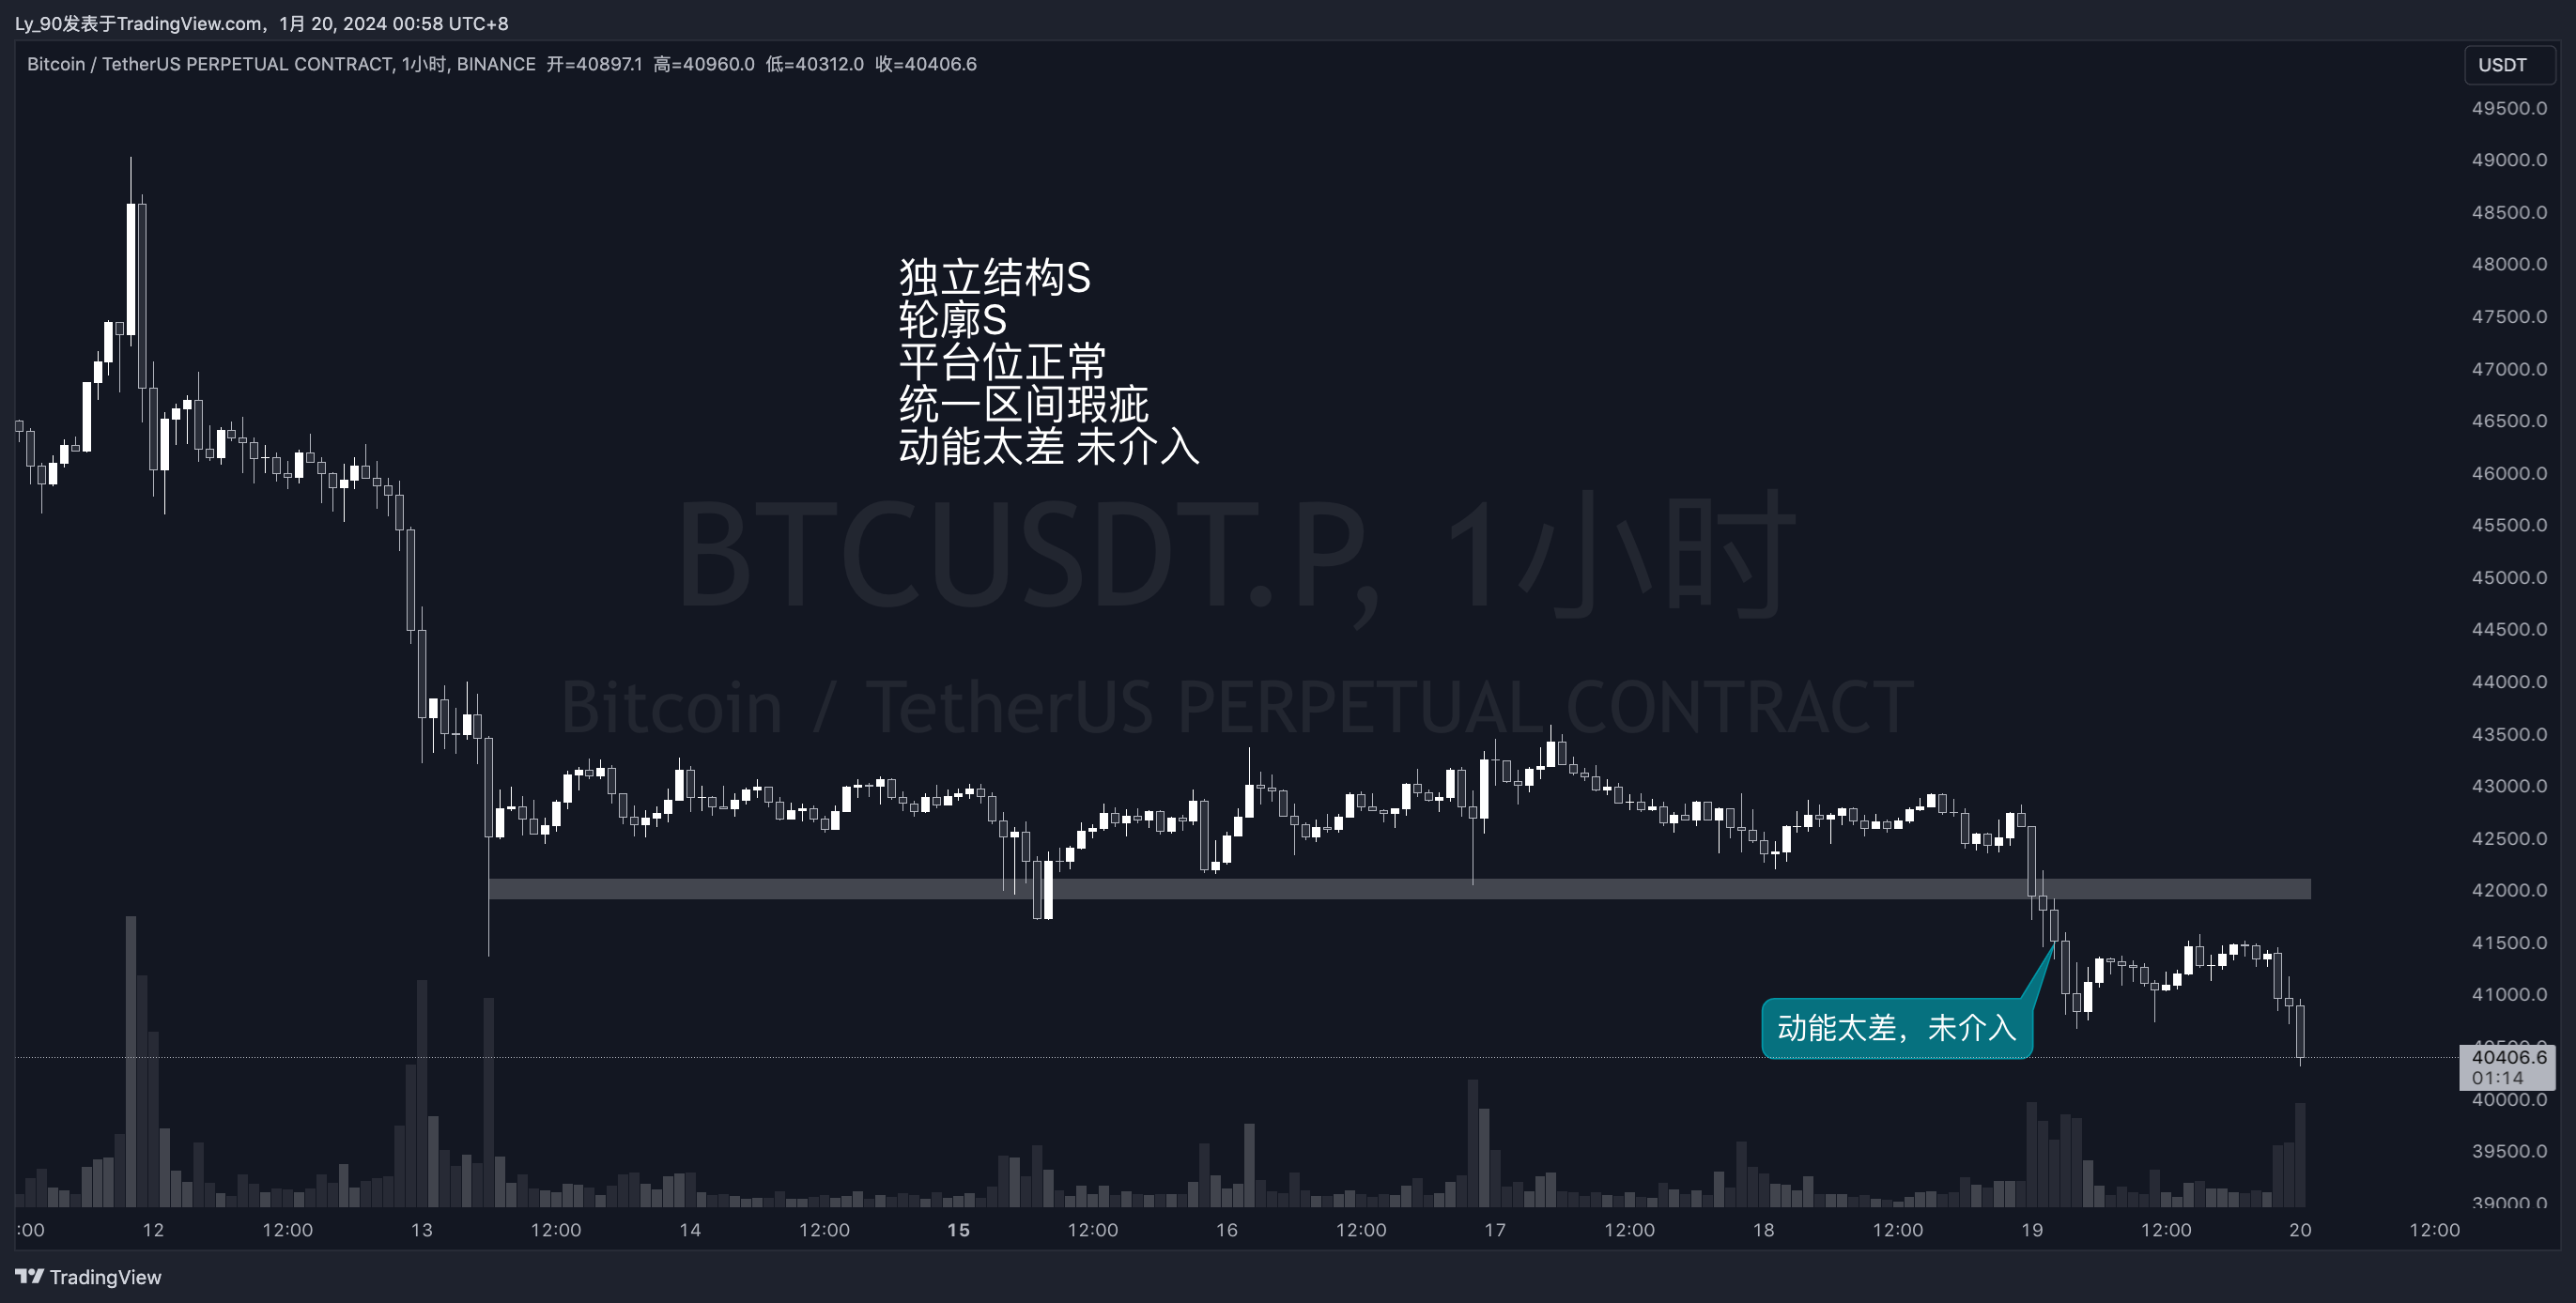 Ly_90发表于TradingView.com，1月 20, 2024 00:58 UTC+8
Bitcoin / TetherUS PERPETUAL CONTRACT, 1小时, BINANCE 开=40897.1 高=40960.0 低=40312.0 收=40406.6
USDT
49500.0
49000.0
48500.0
48000.0
47500.0
47000.0
46500.0
46000.0
45500.0
45000.0
44500.0
44000.0
43500.0
43000.0
42500.0
42000.0
41500.0
41000.0
40500.0
40406.6
01:14
40000.0
39500.0
39000.0
独立结构S
轮廓S
平台位正常
统一区间瑕疵
动能太差 未介入
BTCUSDT.P, 1小时
Bitcoin / TetherUS PERPETUAL CONTRACT
动能太差，未介入
:00 12 12:00 13 12:00 14 12:00 15 12:00 16 12:00 17 12:00 18 12:00 19 12:00 20 12:00
TradingView